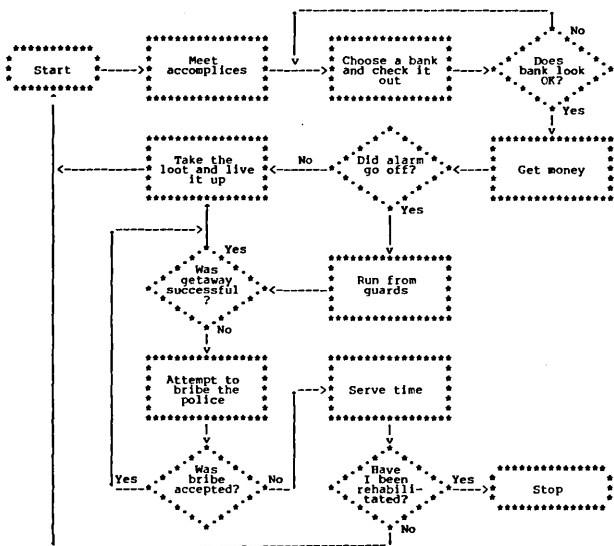 No
Start
Meet
accomplices
Choose a bank
and check it
out
Does
bank look
OK?
Yes
Take the
loot and live
it up
No
Did alarm
go off?
Get money
Yes
Yes
Was
getaway
successful
?
Run from
guards
No
Attempt to
bribe the
police
Serve time
Yes
Was
bribe
accepted?
No
Have
I been
rehabili-
tated?
Yes
Stop
No